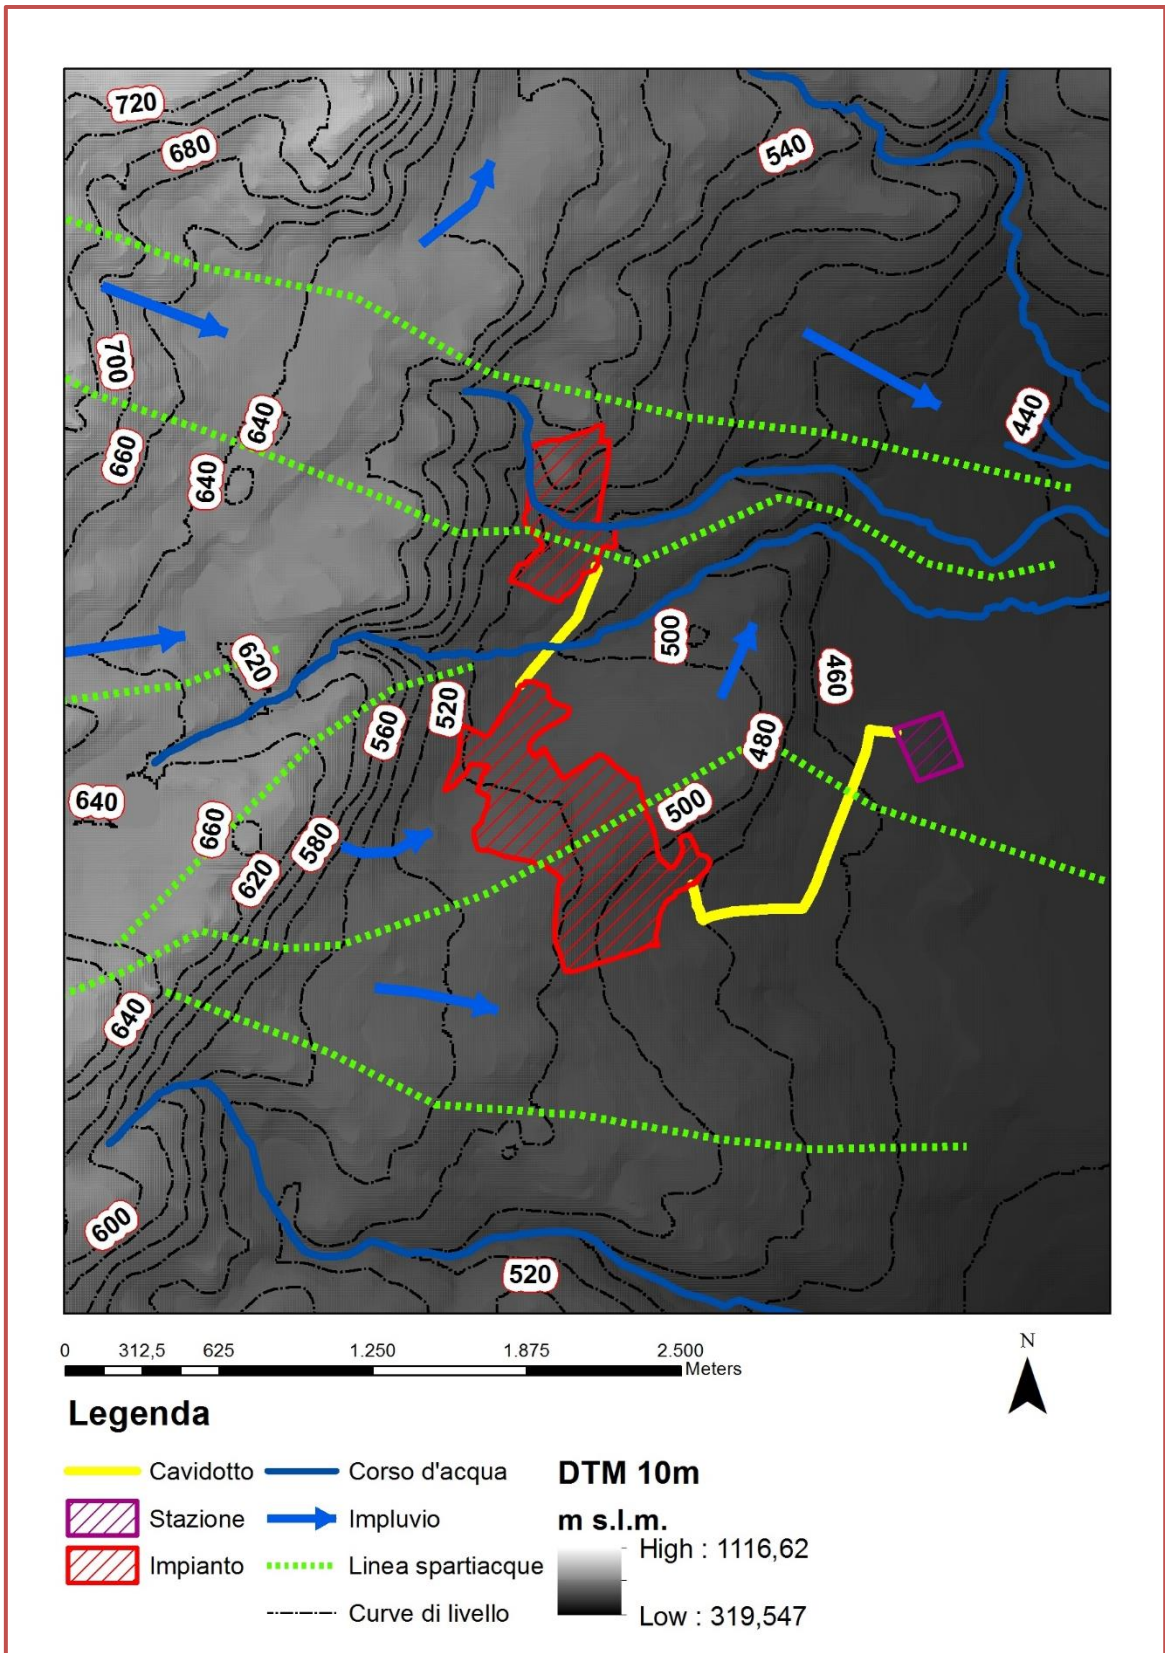 720
680
540
700
440
640
660
640
500
620
460
520
560
480
640
500
660
580
620
640
600
520
0 312,5 625 1.250 1.875 2.500
Meters
N
Legenda
Cavidotto
Stazione
Impianto
Corso d'acqua
Impluvio
Linea spartiacque
Curve di livello
DTM 10m
m s.l.m.
High : 1116,62
Low : 319,547